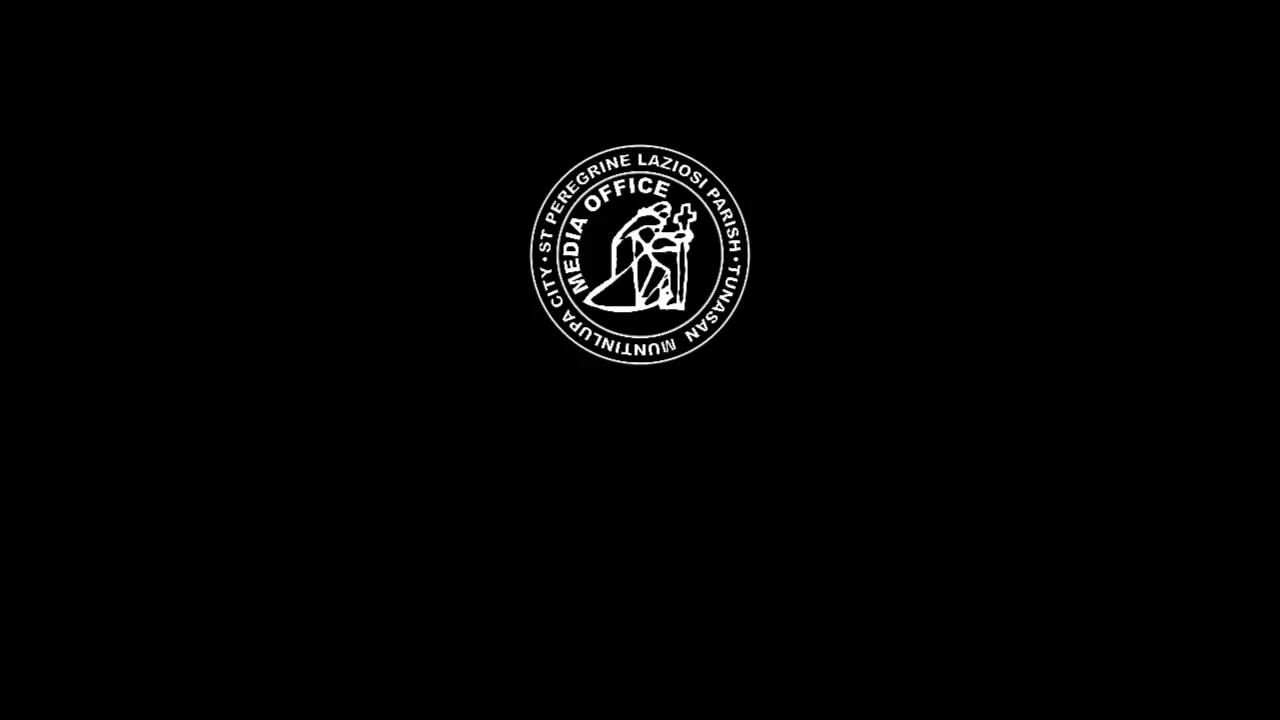 ST PEREGRINE LAZIOSI PARISH • TUNASAN MUNTINLUPA CITY •
MEDIA OFFICE